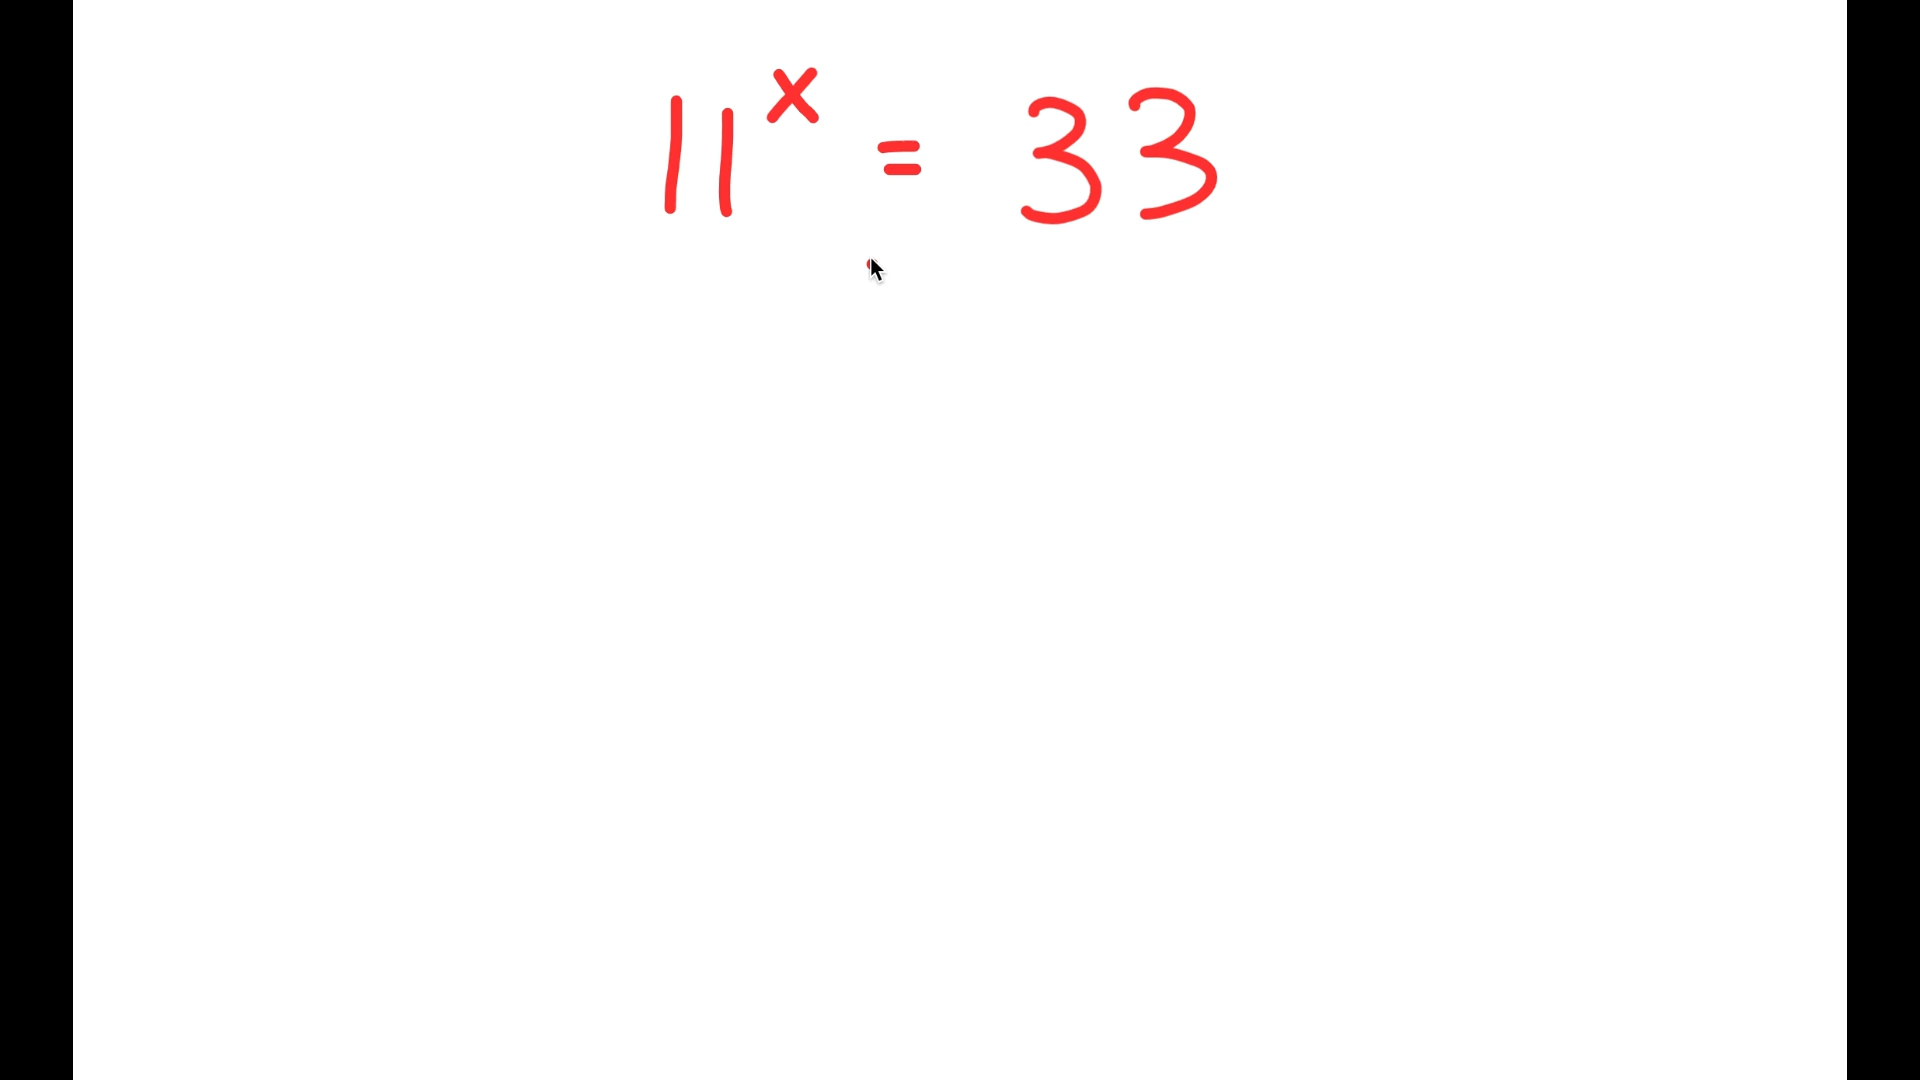 11^x = 33